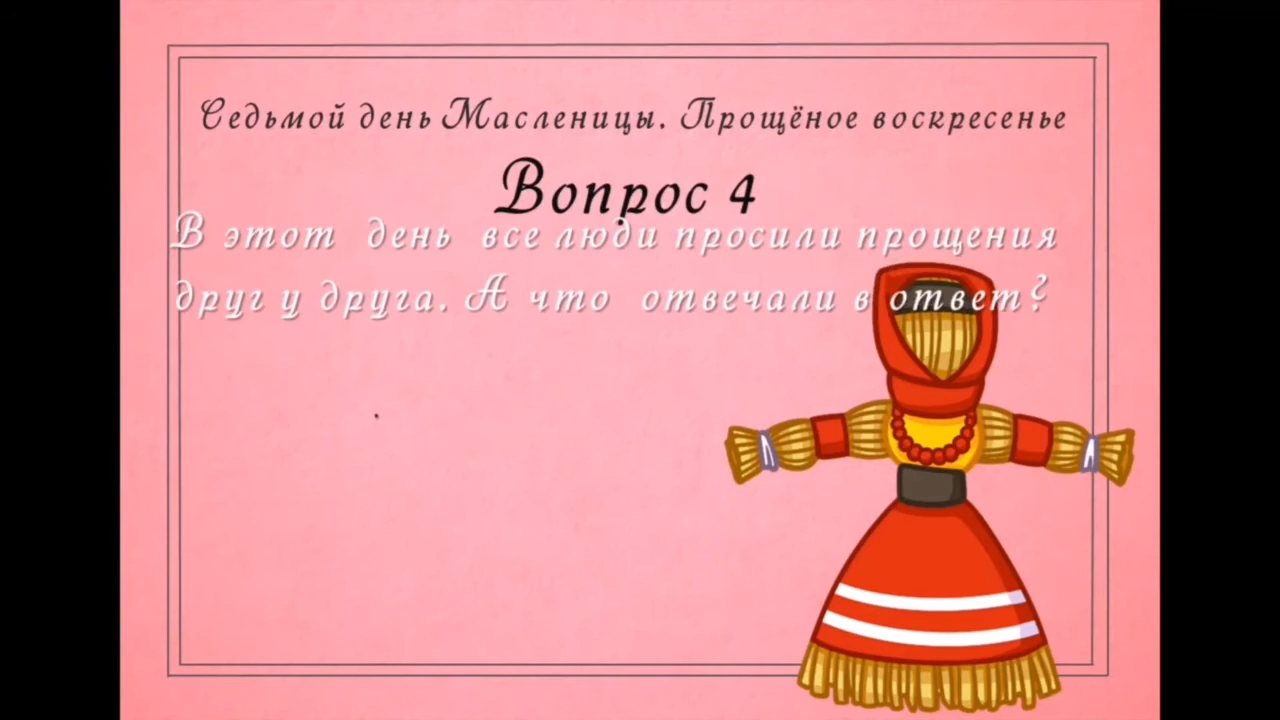 Седьмой день Масленицы. Прощёное воскресенье
Вопрос 4
В этот день все люди просили прощения
друг у друга. А что отвечали в ответ?